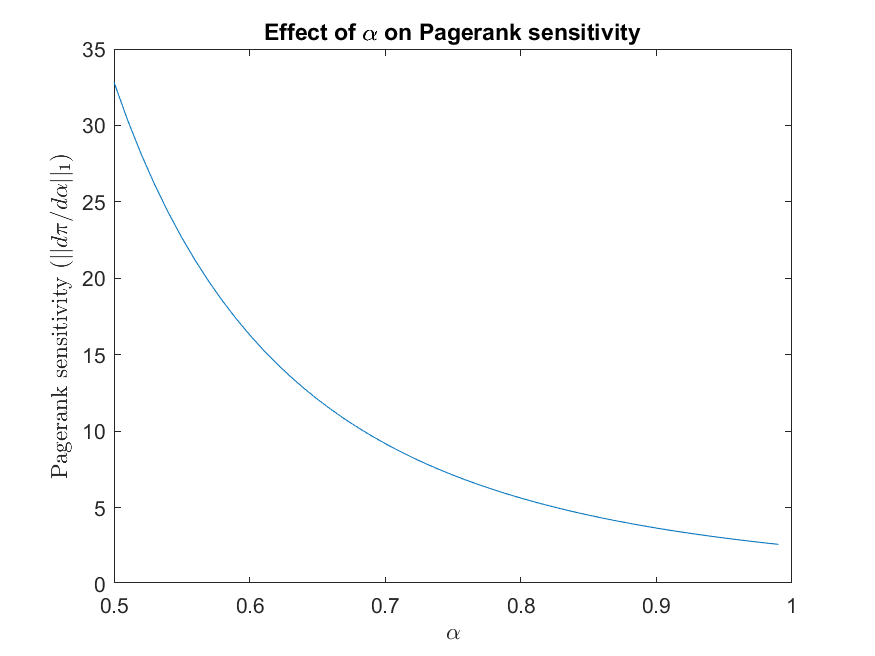 Effect of α on Pagerank sensitivity
Pagerank sensitivity (||dπ/dα||₁)
35
30
25
20
15
10
5
0
0.5 0.6 0.7 0.8 0.9 1
α